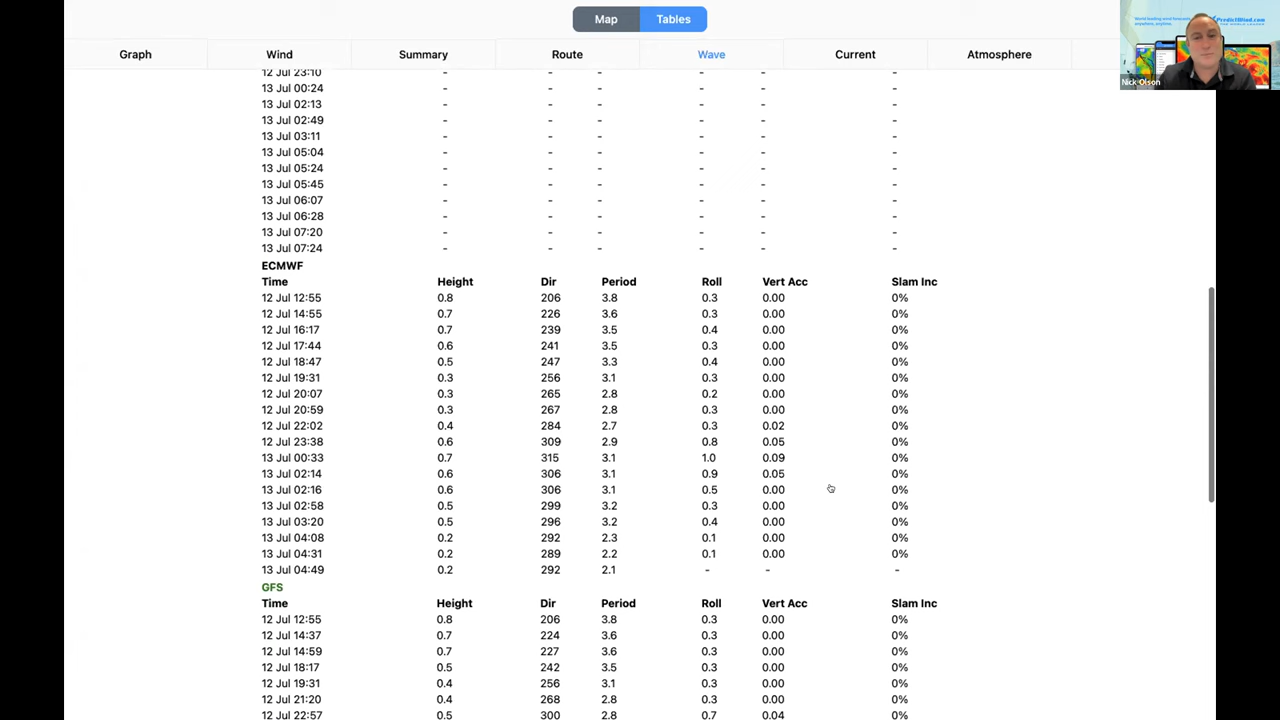 Map Tables
World leading wind forecasts anywhere, anytime.
PredictWind.com
Nick Olson
Graph Wind Summary Route Wave Current Atmosphere
12 Jul 23:10
13 Jul 00:24 - - - - - -
13 Jul 02:13 - - - - - -
13 Jul 02:49 - - - - - -
13 Jul 03:11 - - - - - -
13 Jul 05:04 - - - - - -
13 Jul 05:24 - - - - - -
13 Jul 05:45 - - - - - -
13 Jul 06:07 - - - - - -
13 Jul 06:28 - - - - - -
13 Jul 07:20 - - - - - -
13 Jul 07:24 - - - - - -
ECMWF
Time Height Dir Period Roll Vert Acc Slam Inc
12 Jul 12:55 0.8 206 3.8 0.3 0.00 0%
12 Jul 14:55 0.7 226 3.6 0.3 0.00 0%
12 Jul 16:17 0.7 239 3.5 0.4 0.00 0%
12 Jul 17:44 0.6 241 3.5 0.3 0.00 0%
12 Jul 18:47 0.5 247 3.3 0.4 0.00 0%
12 Jul 19:31 0.3 256 3.1 0.3 0.00 0%
12 Jul 20:07 0.3 265 2.8 0.2 0.00 0%
12 Jul 20:59 0.3 267 2.8 0.3 0.00 0%
12 Jul 22:02 0.4 284 2.7 0.3 0.02 0%
12 Jul 23:38 0.6 309 2.9 0.8 0.05 0%
13 Jul 00:33 0.7 315 3.1 1.0 0.09 0%
13 Jul 02:14 0.6 306 3.1 0.9 0.05 0%
13 Jul 02:16 0.6 306 3.1 0.5 0.00 0%
13 Jul 02:58 0.5 299 3.2 0.3 0.00 0%
13 Jul 03:20 0.5 296 3.2 0.4 0.00 0%
13 Jul 04:08 0.2 292 2.3 0.1 0.00 0%
13 Jul 04:31 0.2 289 2.2 0.1 0.00 0%
13 Jul 04:49 0.2 292 2.1 - - -
GFS
Time Height Dir Period Roll Vert Acc Slam Inc
12 Jul 12:55 0.8 206 3.8 0.3 0.00 0%
12 Jul 14:37 0.7 224 3.6 0.3 0.00 0%
12 Jul 14:59 0.7 227 3.6 0.3 0.00 0%
12 Jul 18:17 0.5 242 3.5 0.3 0.00 0%
12 Jul 19:31 0.4 256 3.1 0.3 0.00 0%
12 Jul 21:20 0.4 268 2.8 0.3 0.00 0%
12 Jul 22:57 0.5 300 2.8 0.7 0.04 0%